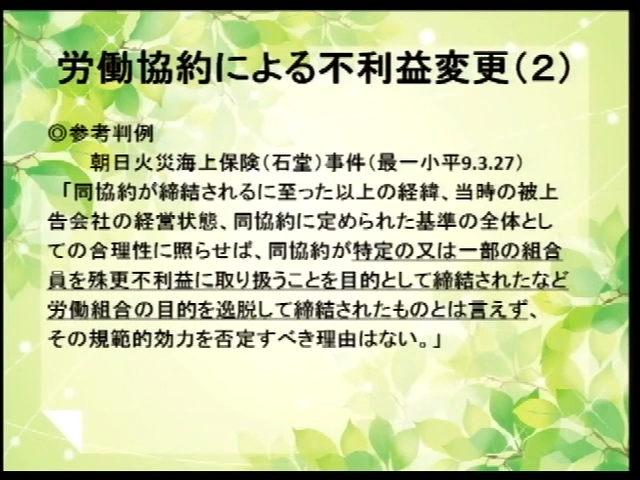 労働協約による不利益変更（２）
◎参考判例
朝日火災海上保険（石堂）事件（最一小平9.3.27）
「同協約が締結されるに至った以上の経緯、当時の被上
告会社の経営状態、同協約に定められた基準の全体とし
ての合理性に照らせば、同協約が特定の又は一部の組合
員を殊更不利益に取り扱うことを目的として締結されたなど
労働組合の目的を逸脱して締結されたものとは言えず、
その規範的効力を否定すべき理由はない。」